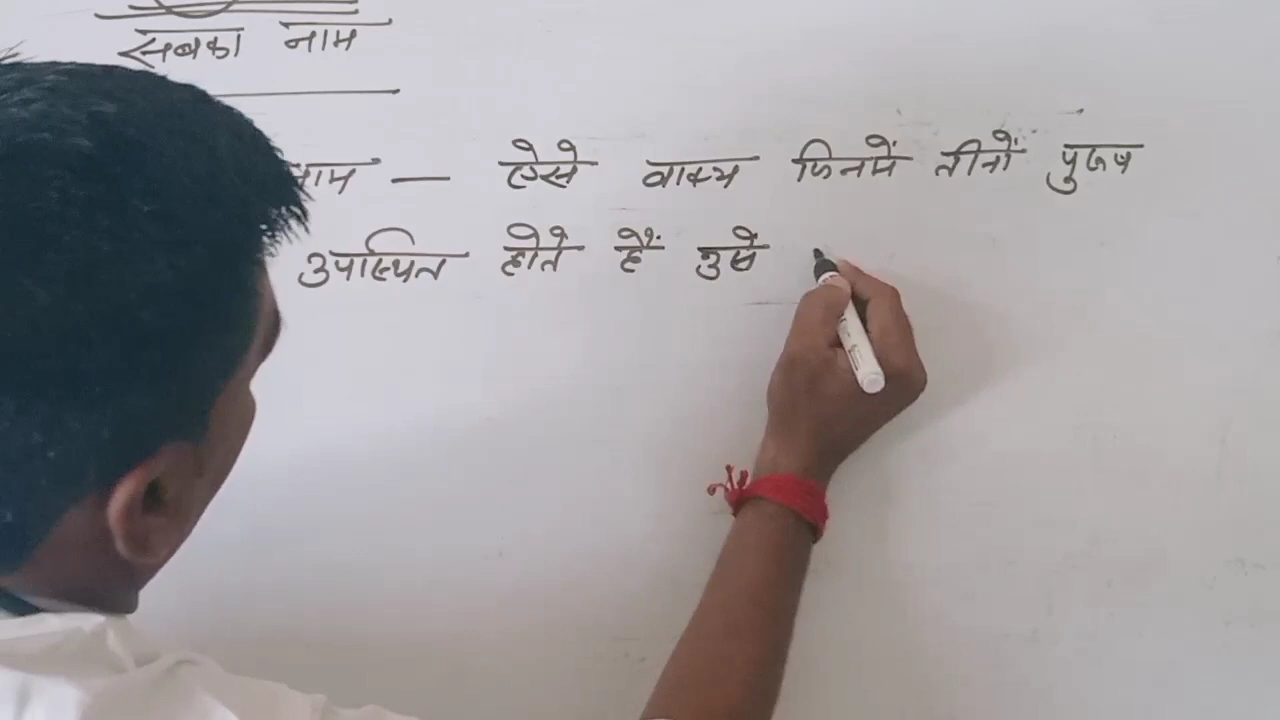 सबका नाम
नाम — ऐसे वाक्य जिनमें तीनों पुरुष
उपस्थित होते हैं उसे